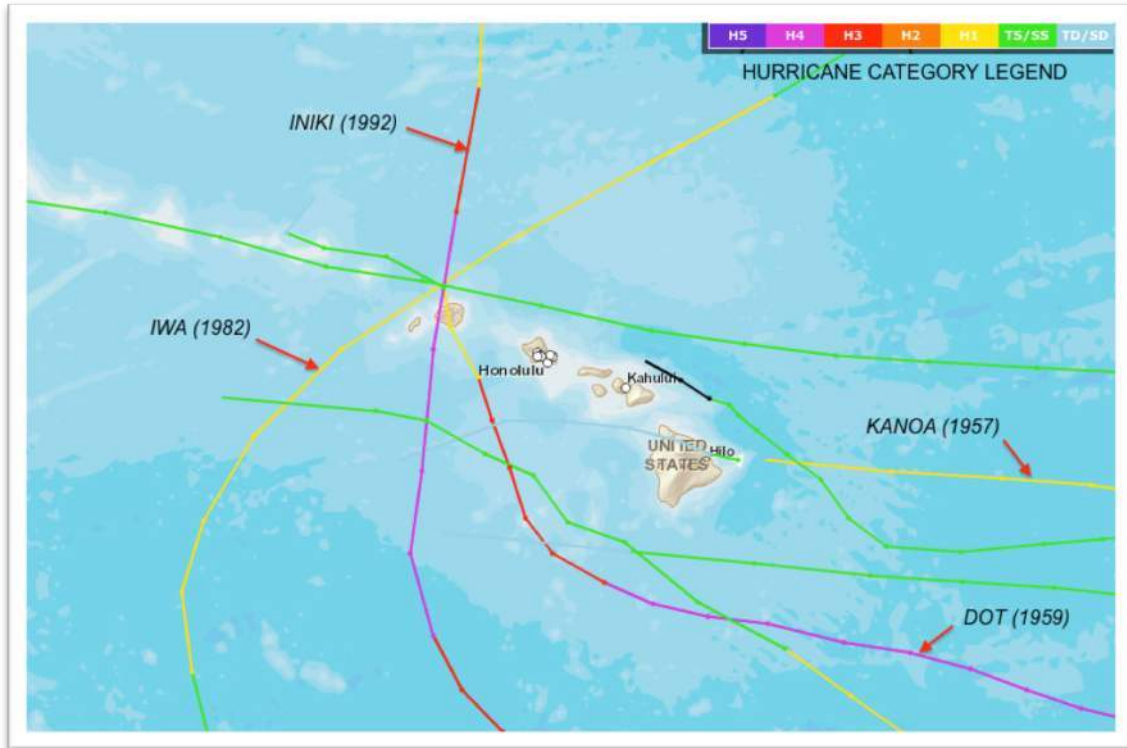 H5 H4 H3 H2 H1 TS/SS TD/SD
HURRICANE CATEGORY LEGEND
INIKI (1992)
IWA (1982)
Honolulu
Kahului
KANOA (1957)
UNITED
STATES
Hilo
DOT (1959)